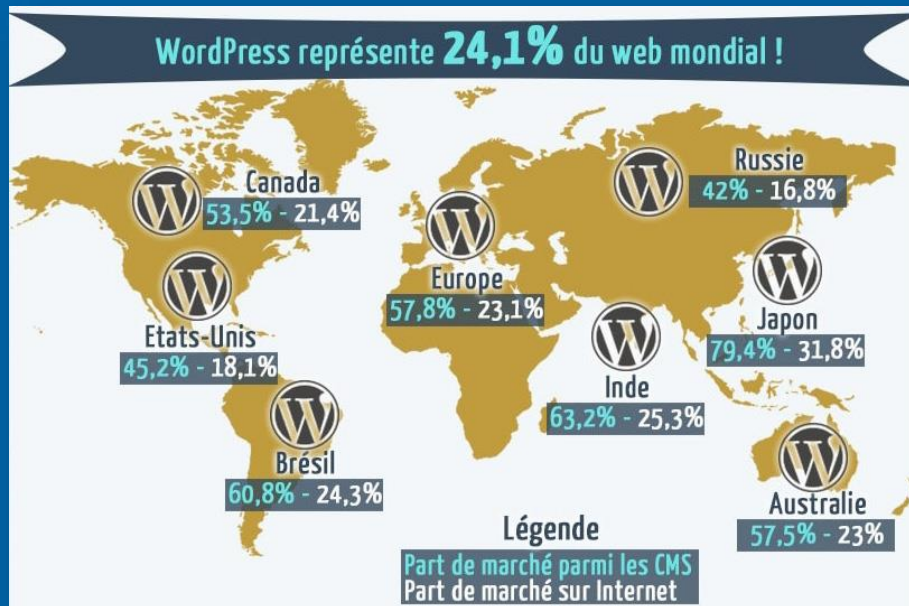 WordPress représente 24,1% du web mondial !
Canada
53,5% - 21,4%
Russie
42% - 16,8%
Europe
57,8% - 23,1%
Etats-Unis
45,2% - 18,1%
Japon
79,4% - 31,8%
Inde
63,2% - 25,3%
Brésil
60,8% - 24,3%
Australie
57,5% - 23%
Légende
Part de marché parmi les CMS
Part de marché sur Internet